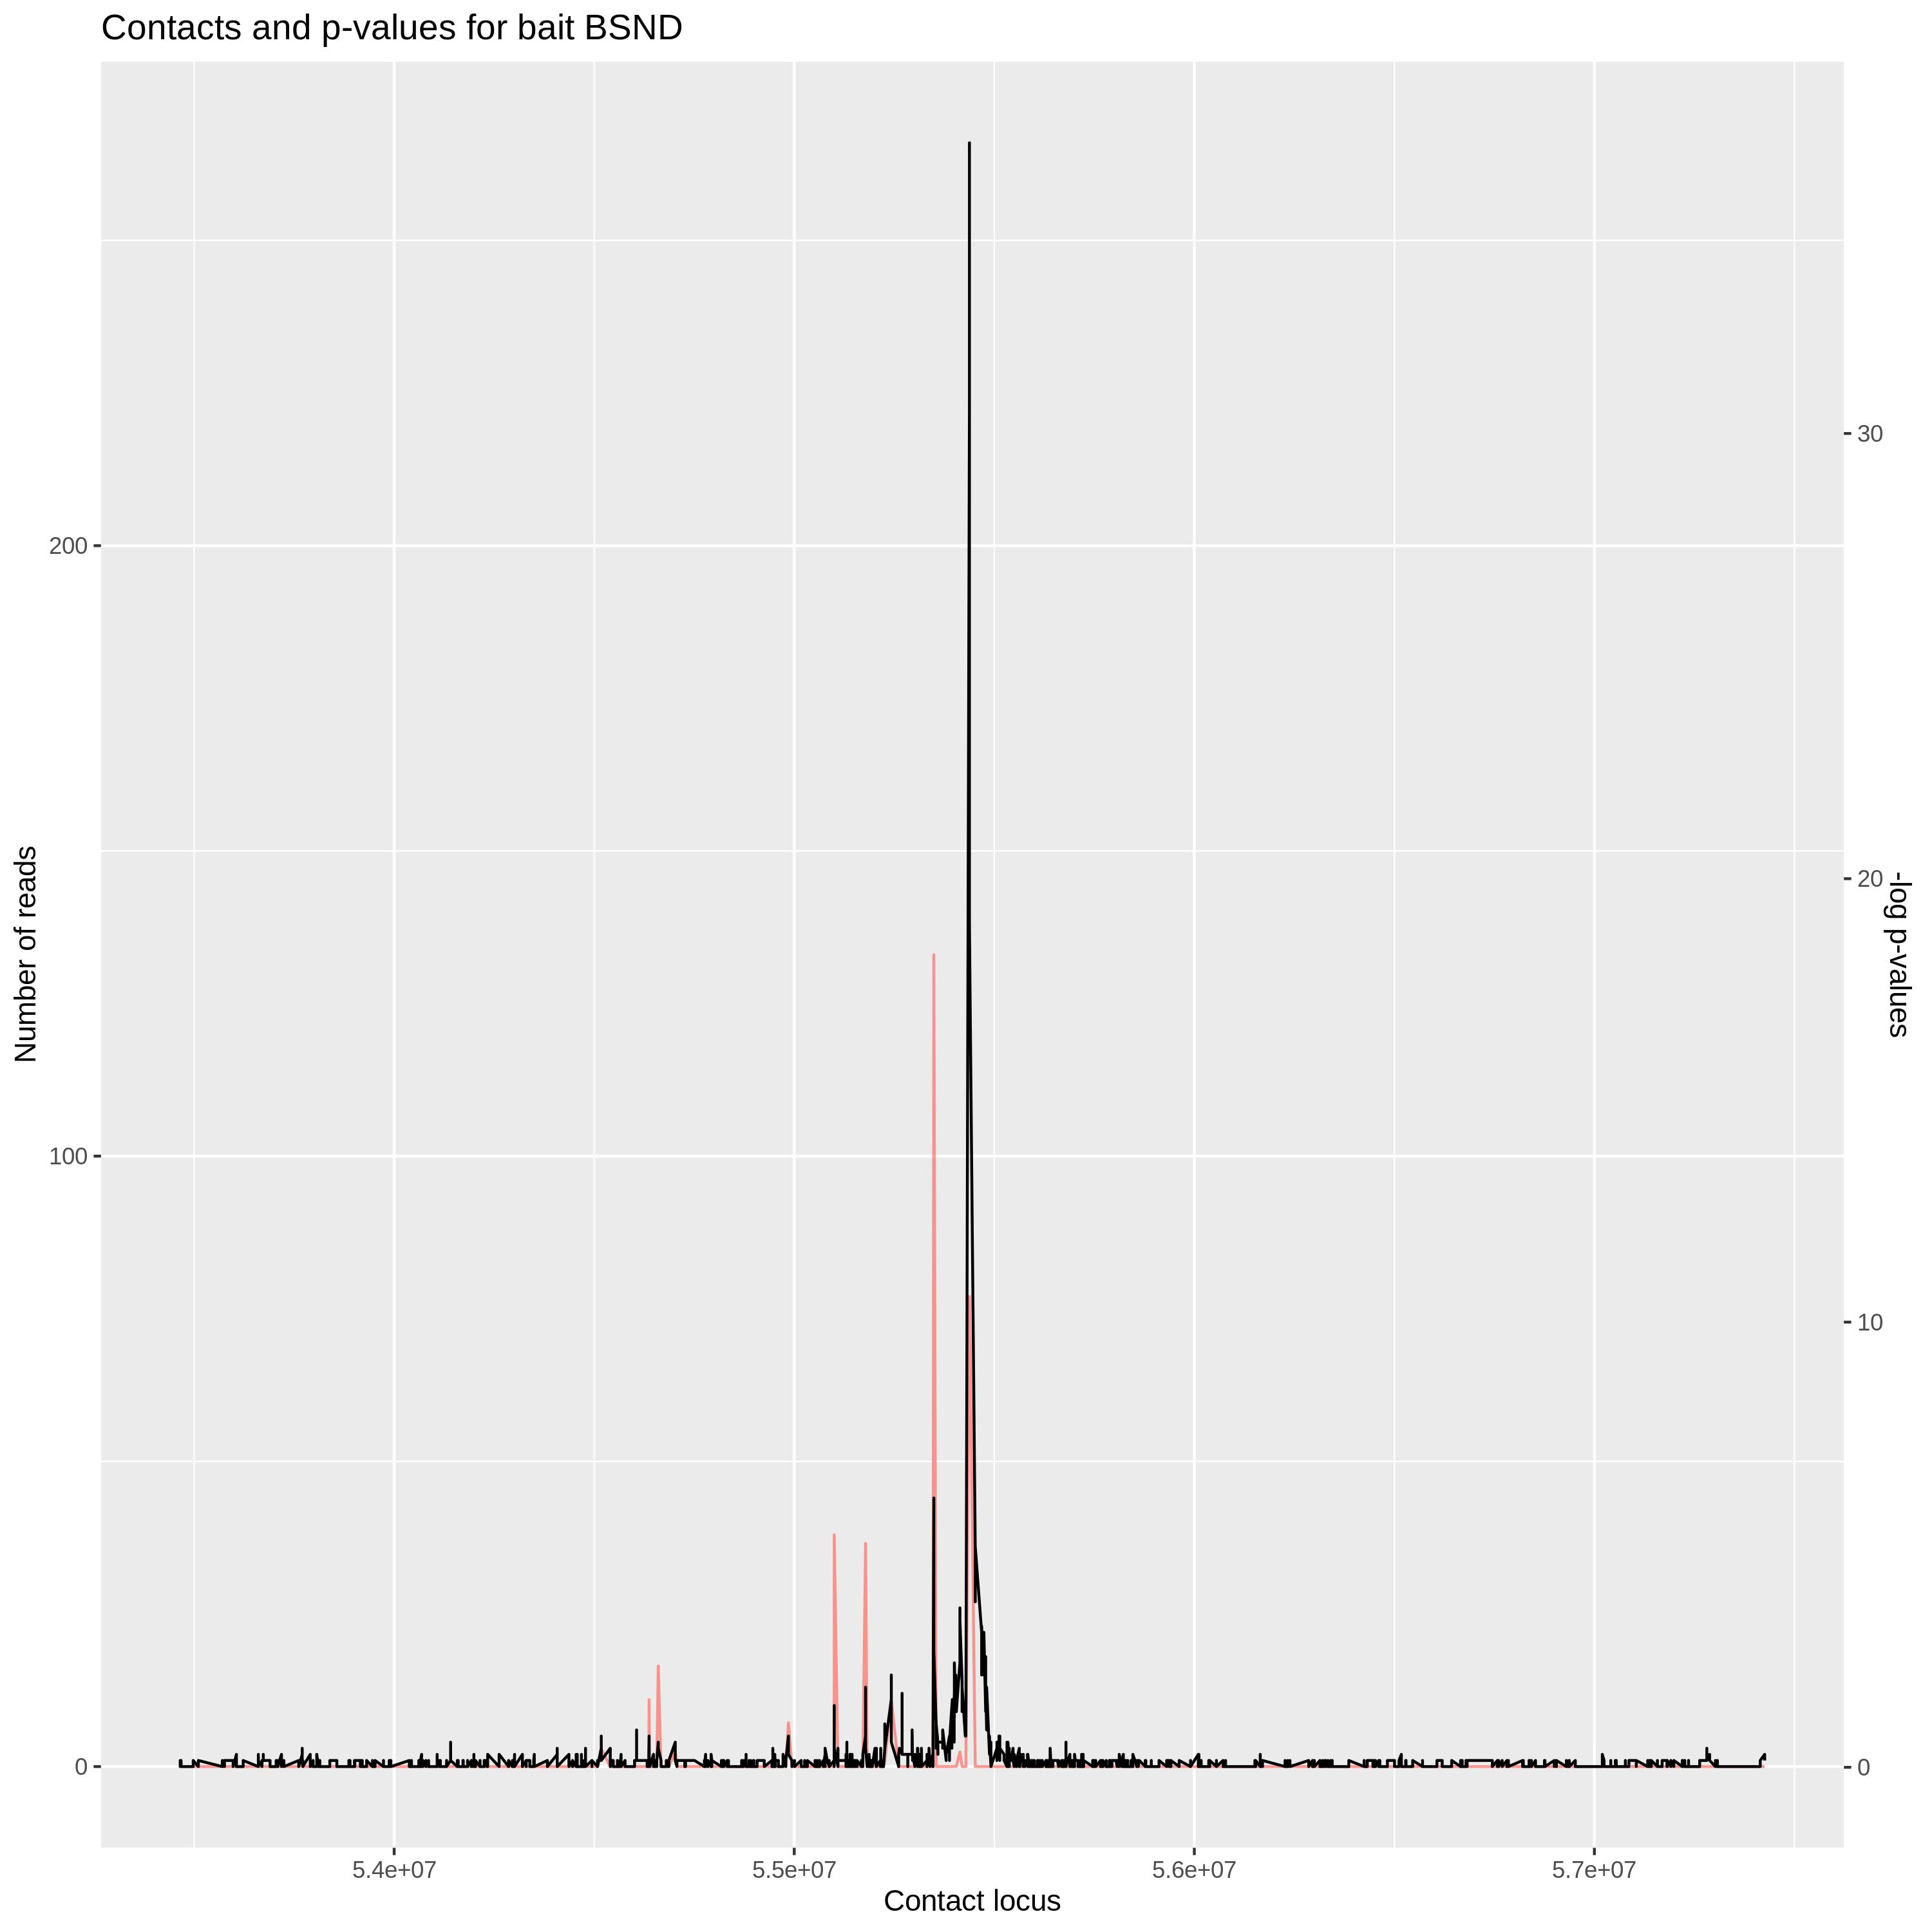 Contacts and p-values for bait BSND
Number of reads
200
100
0
30
20
10
0
-log p-values
5.4e+07 5.5e+07 5.6e+07 5.7e+07
Contact locus